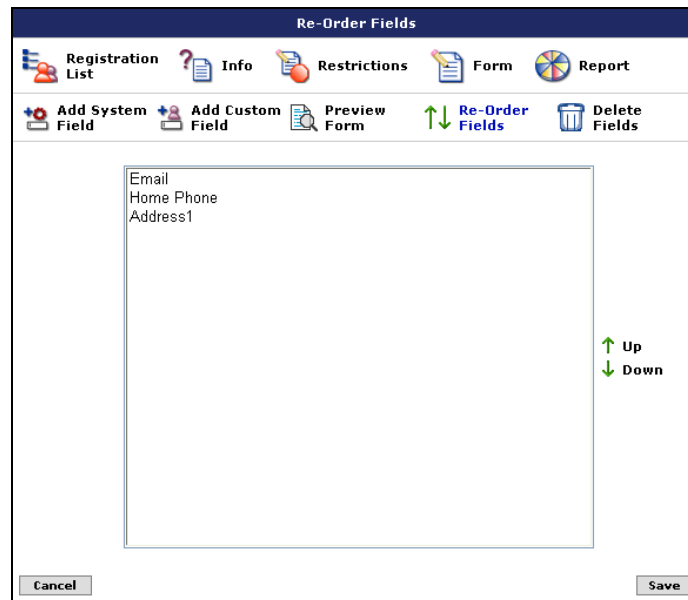 Re-Order Fields
Registration List
Info
Restrictions
Form
Report
Add System Field
Add Custom Field
Preview Form
Re-Order Fields
Delete Fields
Email
Home Phone
Address1
Up
Down
Cancel
Save